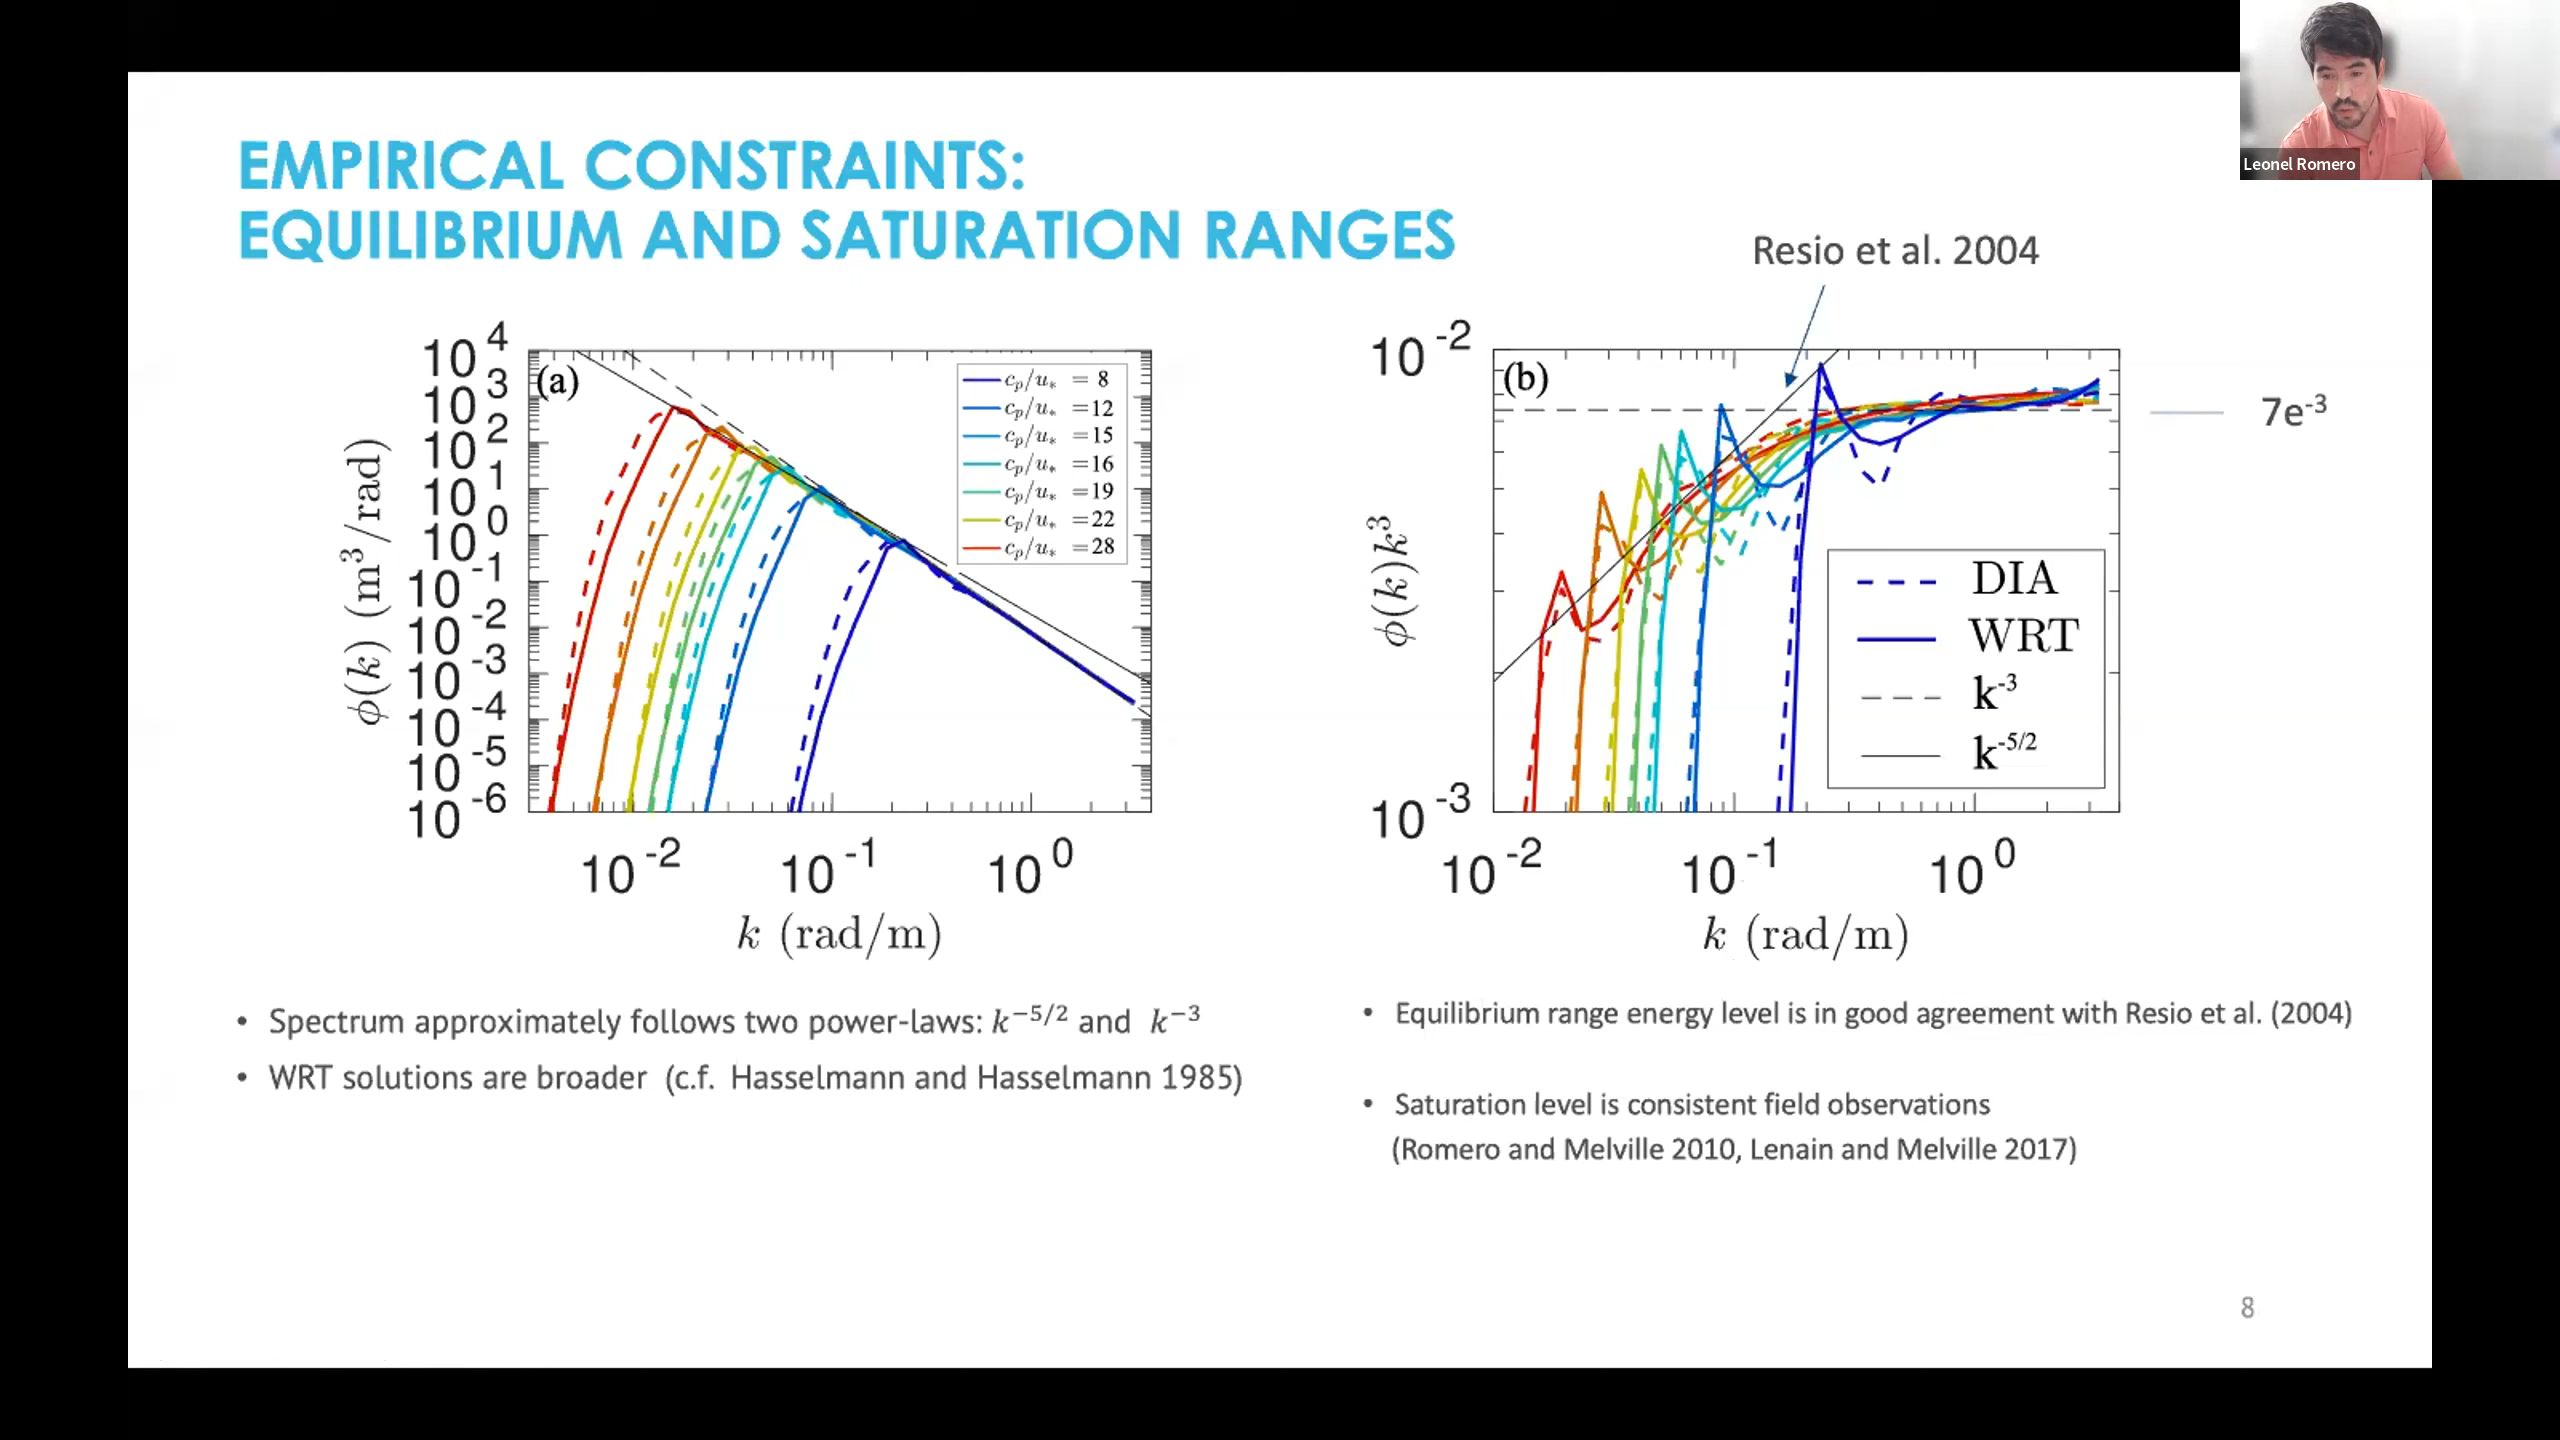 Leonel Romero
EMPIRICAL CONSTRAINTS:
EQUILIBRIUM AND SATURATION RANGES
Resio et al. 2004
(a)
10^4
10^3
10^2
10^1
10^0
10^-1
10^-2
10^-3
10^-4
10^-5
10^-6
ϕ(k) (m^3/rad)
c_p/u_* = 8
c_p/u_* =12
c_p/u_* =15
c_p/u_* =16
c_p/u_* =19
c_p/u_* =22
c_p/u_* =28
10^-2 10^-1 10^0
k (rad/m)
(b)
10^-2
10^-3
ϕ(k)k^3
7e^-3
DIA
WRT
k^-3
k^-5/2
10^-2 10^-1 10^0
k (rad/m)
• Spectrum approximately follows two power-laws: k^−5/2 and k^−3
• WRT solutions are broader (c.f. Hasselmann and Hasselmann 1985)
• Equilibrium range energy level is in good agreement with Resio et al. (2004)
• Saturation level is consistent field observations
(Romero and Melville 2010, Lenain and Melville 2017)
8